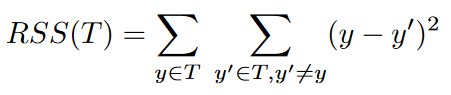 RSS(T) = ∑_{y∈T} ∑_{y′∈T,y′≠y} (y − y′)²